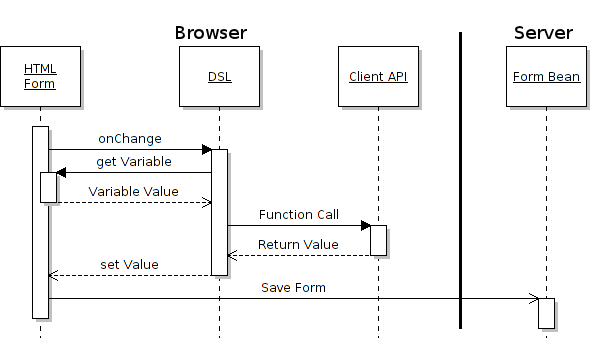 Browser
Server
HTML
Form
DSL
Client API
Form Bean
onChange
get Variable
Variable Value
Function Call
Return Value
set Value
Save Form